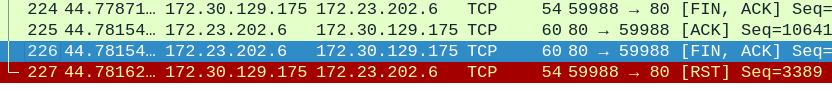 224 44.77871… 172.30.129.175 172.23.202.6 TCP 54 59988 → 80 [FIN, ACK] Seq=
225 44.78154… 172.23.202.6 172.30.129.175 TCP 60 80 → 59988 [ACK] Seq=10641
226 44.78154… 172.23.202.6 172.30.129.175 TCP 60 80 → 59988 [FIN, ACK] Seq=
227 44.78162… 172.30.129.175 172.23.202.6 TCP 54 59988 → 80 [RST] Seq=3389